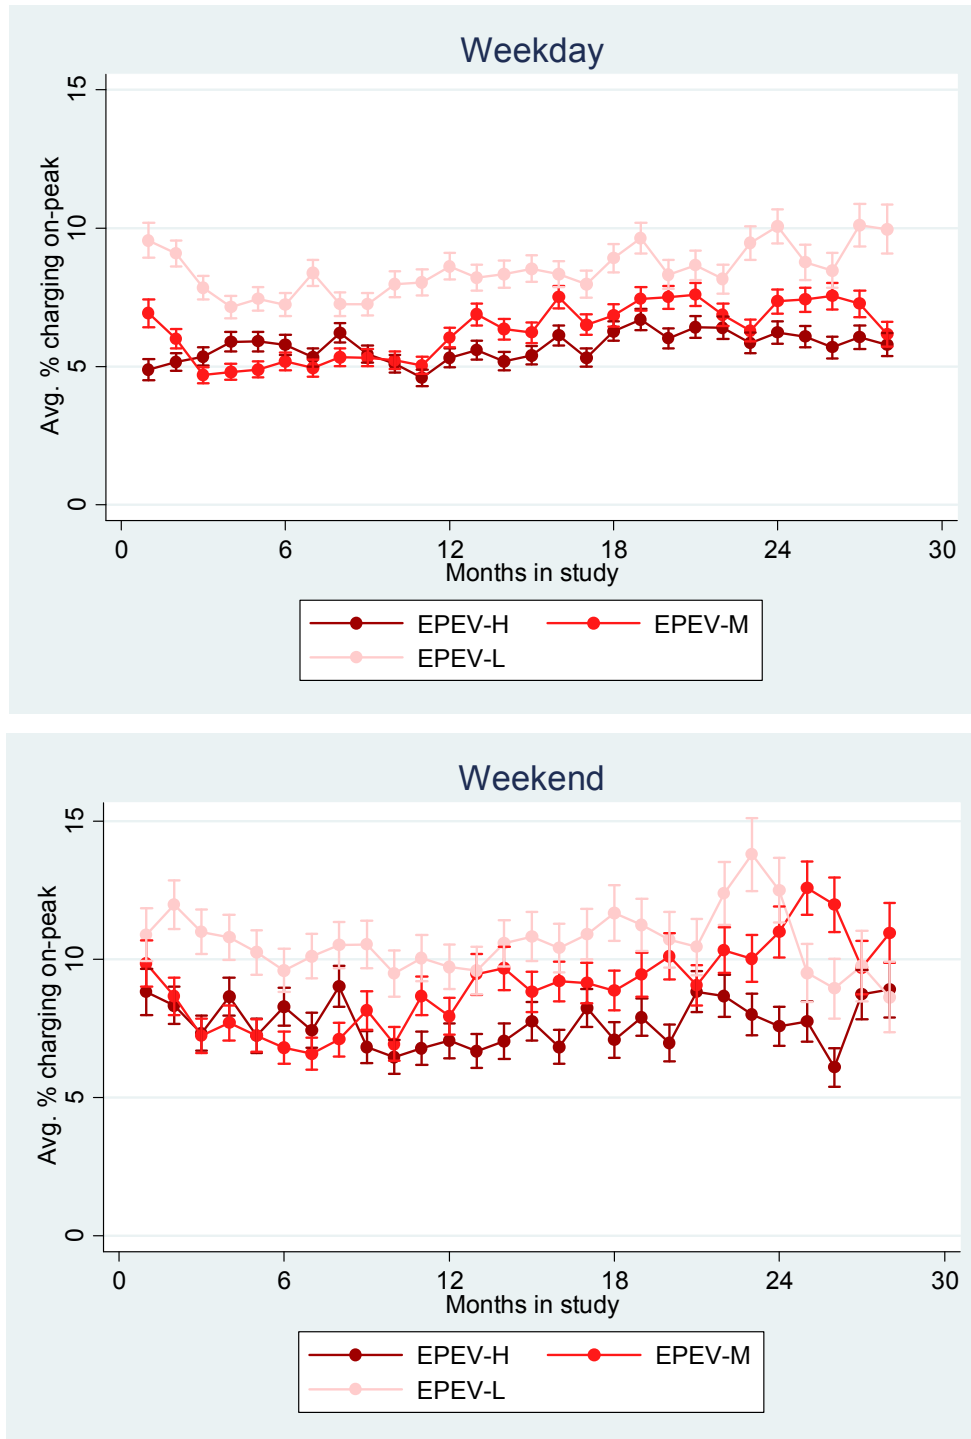 Weekday
Avg. % charging on-peak
15
10
5
0
0 6 12 18 24 30
Months in study
EPEV-H EPEV-M
EPEV-L
Weekend
Avg. % charging on-peak
15
10
5
0
0 6 12 18 24 30
Months in study
EPEV-H EPEV-M
EPEV-L